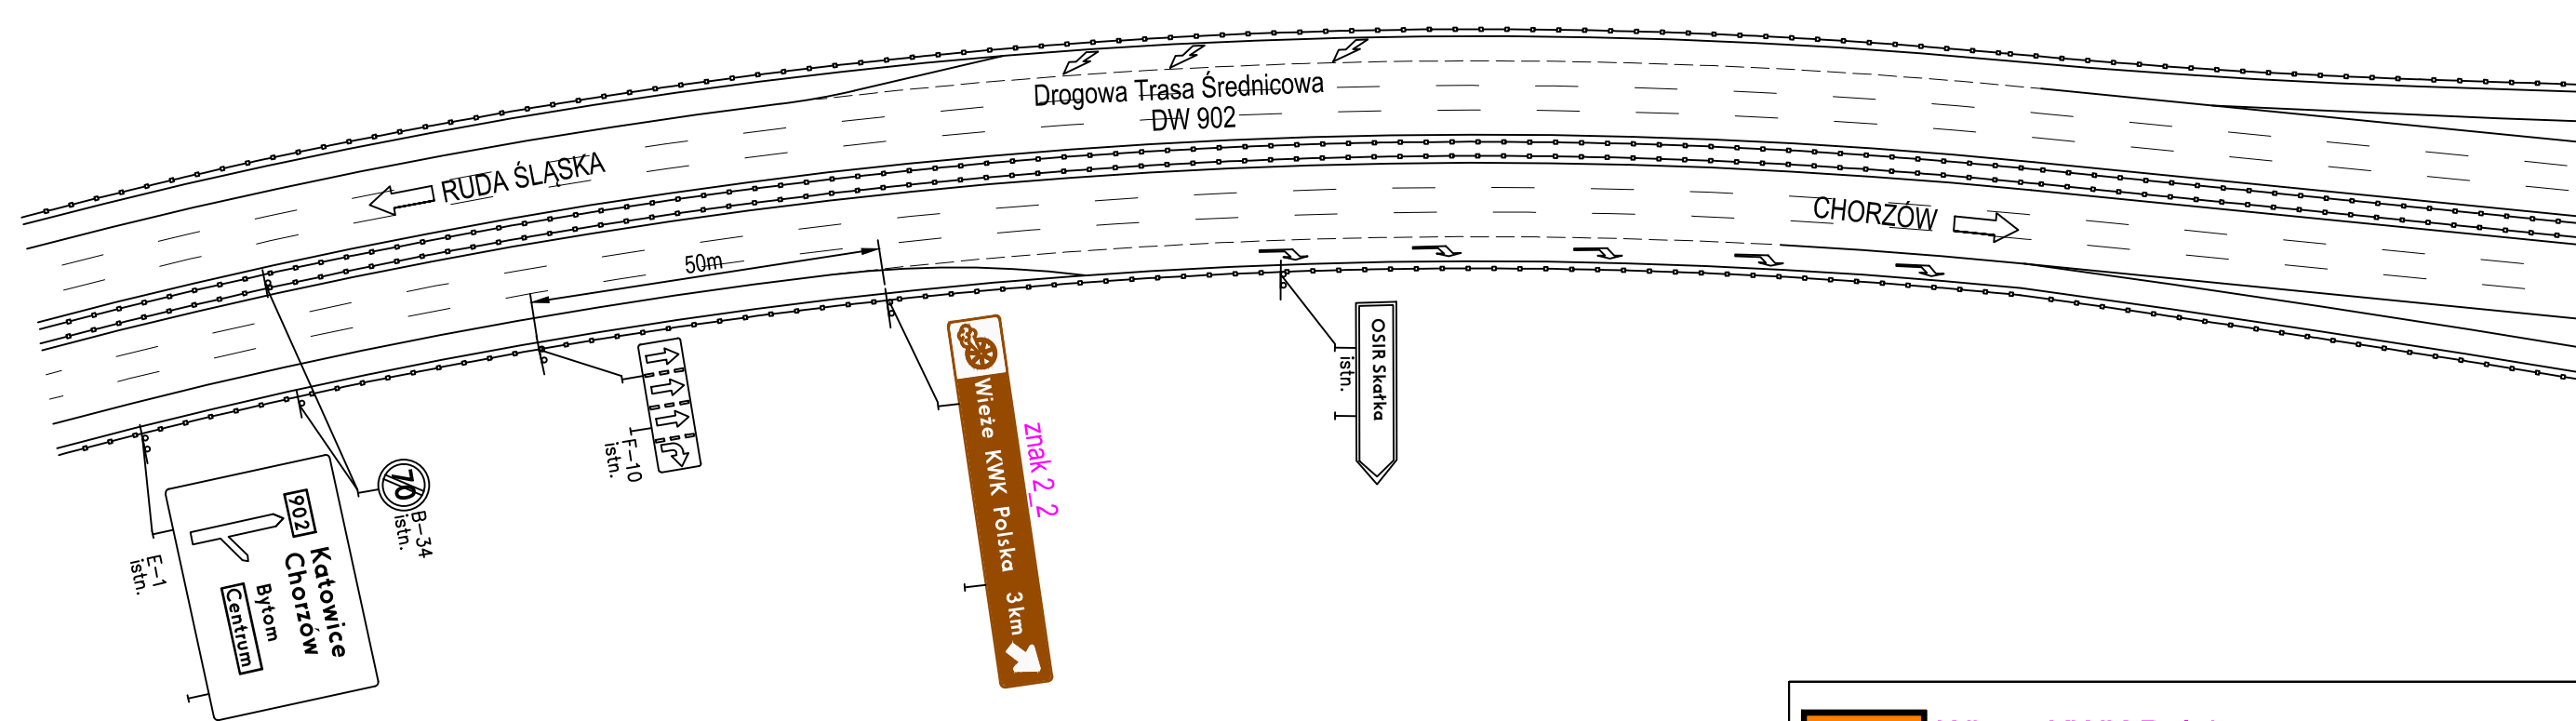 Drogowa Trasa Średnicowa
DW 902
RUDA ŚLĄSKA
CHORZÓW
50m
902
Katowice
Chorzów
Bytom
Centrum
E-1
istn.
70
B-34
istn.
F-10
istn.
Wieże KWK Polska 3km
znak 2_2
OSIR Skałka
istn.